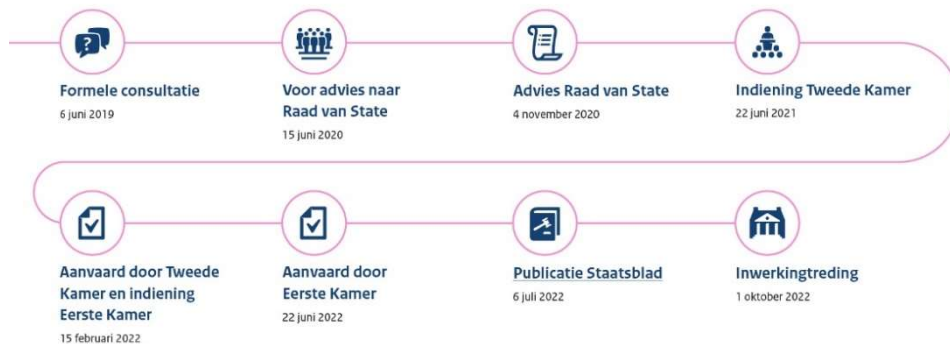 ?
Formele consultatie
6 juni 2019
Voor advies naar
Raad van State
15 juni 2020
Advies Raad van State
4 november 2020
Indiening Tweede Kamer
22 juni 2021
Aanvaard door Tweede
Kamer en indiening
Eerste Kamer
15 februari 2022
Aanvaard door
Eerste Kamer
22 juni 2022
Publicatie Staatsblad
6 juli 2022
Inwerkingtreding
1 oktober 2022